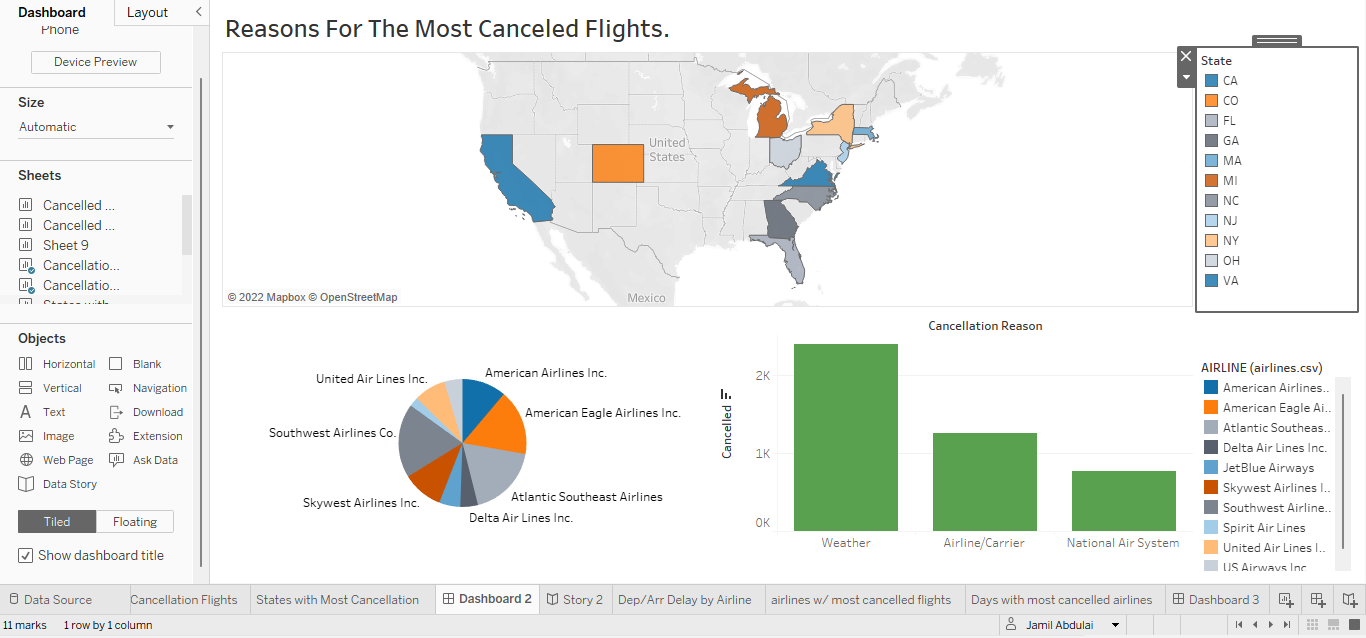 Dashboard
Layout
Phone
Device Preview
Size
Automatic
Sheets
Cancelled ...
Cancelled ...
Sheet 9
Cancellatio...
Cancellatio...
Objects
Horizontal
Blank
Vertical
Navigation
Text
Download
Image
Extension
Web Page
Ask Data
Data Story
Tiled
Floating
Show dashboard title
Reasons For The Most Canceled Flights.
United
States
Mexico
© 2022 Mapbox © OpenStreetMap
State
CA
CO
FL
GA
MA
MI
NC
NJ
NY
OH
VA
American Airlines Inc.
American Eagle Airlines Inc.
Atlantic Southeast Airlines
Delta Air Lines Inc.
Skywest Airlines Inc.
Southwest Airlines Co.
United Air Lines Inc.
Cancellation Reason
Cancelled
2K
1K
0K
Weather
Airline/Carrier
National Air System
AIRLINE (airlines.csv)
American Airlines..
American Eagle Ai..
Atlantic Southeas..
Delta Air Lines Inc.
JetBlue Airways
Skywest Airlines I..
Southwest Airline..
Spirit Air Lines
United Air Lines I..
US Airways Inc.
Data Source
Cancellation Flights
States with Most Cancellation
Dashboard 2
Story 2
Dep/Arr Delay by Airline
airlines w/ most cancelled flights
Days with most cancelled airlines
Dashboard 3
11 marks
1 row by 1 column
Jamil Abdulai